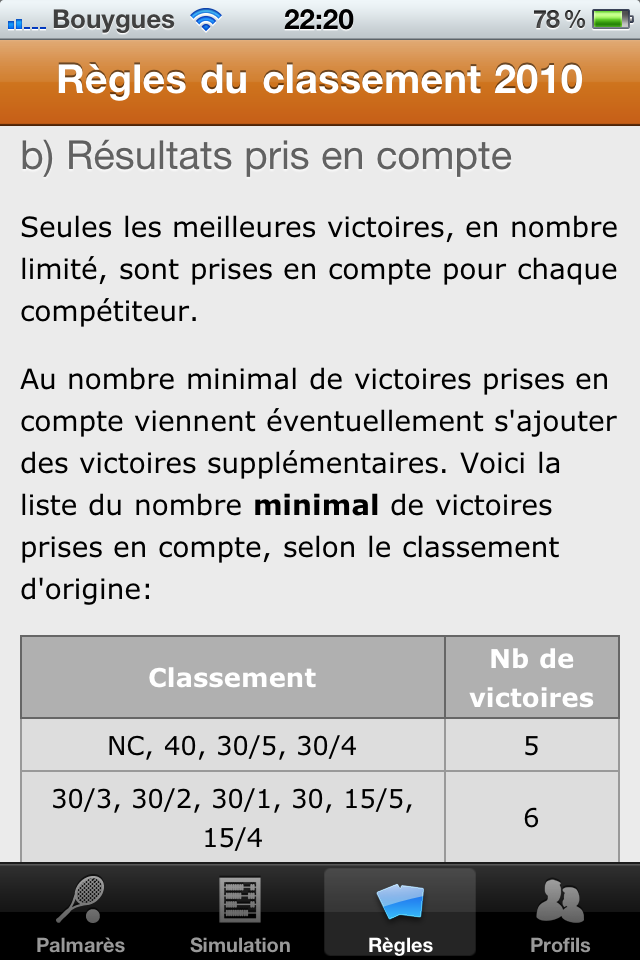 Bouygues 22:20 78 %
Règles du classement 2010
b) Résultats pris en compte
Seules les meilleures victoires, en nombre
limité, sont prises en compte pour chaque
compétiteur.
Au nombre minimal de victoires prises en
compte viennent éventuellement s'ajouter
des victoires supplémentaires. Voici la
liste du nombre minimal de victoires
prises en compte, selon le classement
d'origine:
Classement Nb de
victoires
NC, 40, 30/5, 30/4 5
30/3, 30/2, 30/1, 30, 15/5,
15/4 6
Palmarès Simulation Règles Profils